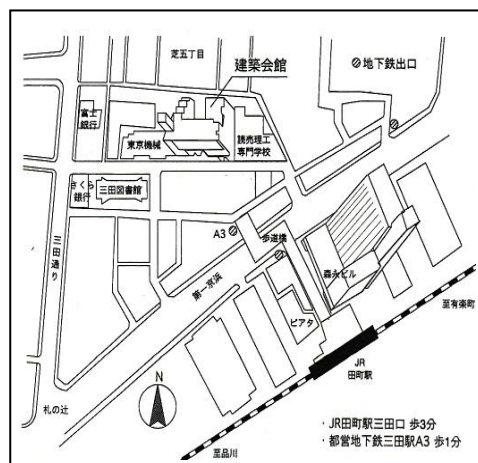 芝五丁目
建築会館
地下鉄出口
富士
銀行
東京機械
読売理工
専門学校
さくら
銀行
三田図書館
三田通り
A3
歩道橋
第一京浜
森永ビル
ピアタ
至有楽町
JR
田町駅
N
札の辻
至品川
・JR田町駅三田口 歩3分
・都営地下鉄三田駅A3 歩1分